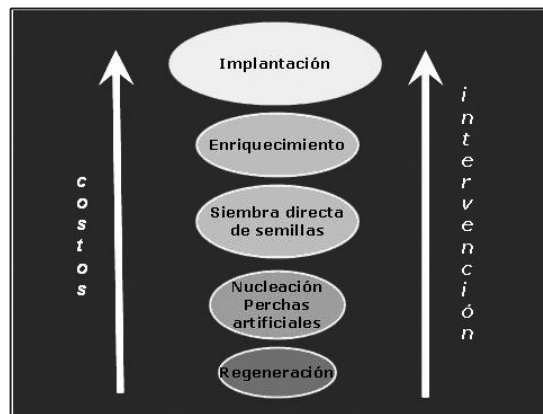 Implantación
Enriquecimiento
Siembra directa
de semillas
Nucleación
Perchas
artificiales
Regeneración
costos
intervención